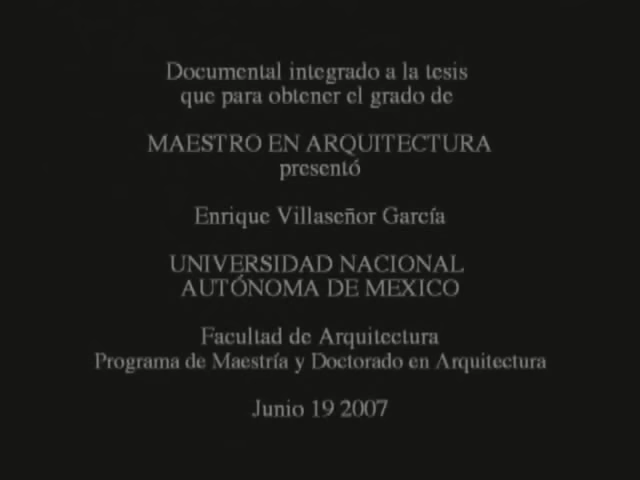 Documental integrado a la tesis
que para obtener el grado de
MAESTRO EN ARQUITECTURA
presentó
Enrique Villaseñor García
UNIVERSIDAD NACIONAL
AUTÓNOMA DE MEXICO
Facultad de Arquitectura
Programa de Maestría y Doctorado en Arquitectura
Junio 19 2007